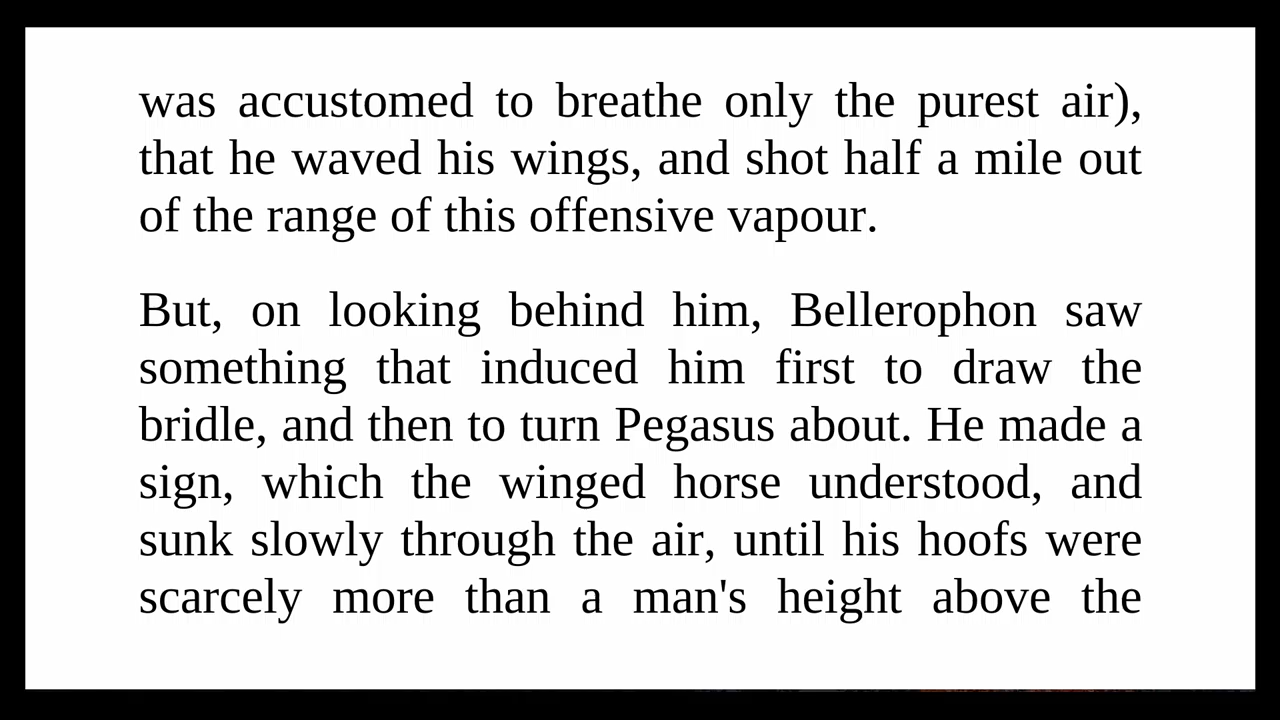 was accustomed to breathe only the purest air),
that he waved his wings, and shot half a mile out
of the range of this offensive vapour.
But, on looking behind him, Bellerophon saw
something that induced him first to draw the
bridle, and then to turn Pegasus about. He made a
sign, which the winged horse understood, and
sunk slowly through the air, until his hoofs were
scarcely more than a man's height above the